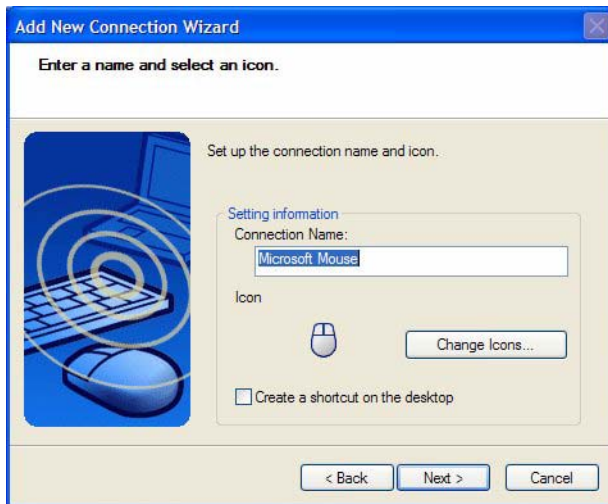 Add New Connection Wizard
Enter a name and select an icon.
Set up the connection name and icon.
Setting information
Connection Name:
Microsoft Mouse
Icon
Change Icons...
Create a shortcut on the desktop
< Back
Next >
Cancel